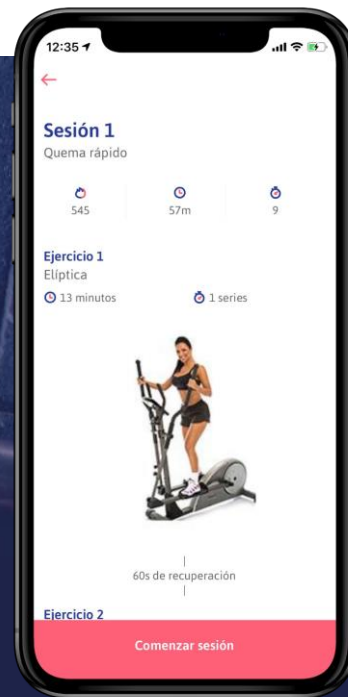 12:35
Sesión 1
Quema rápido
545 57m 9
Ejercicio 1
Elíptica
13 minutos 1 series
60s de recuperación
Ejercicio 2
Comenzar sesión